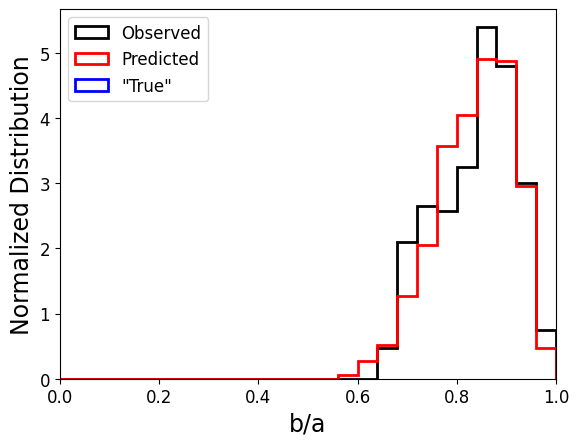 Observed
Predicted
"True"
Normalized Distribution
5
4
3
2
1
0
0.0 0.2 0.4 0.6 0.8 1.0
b/a